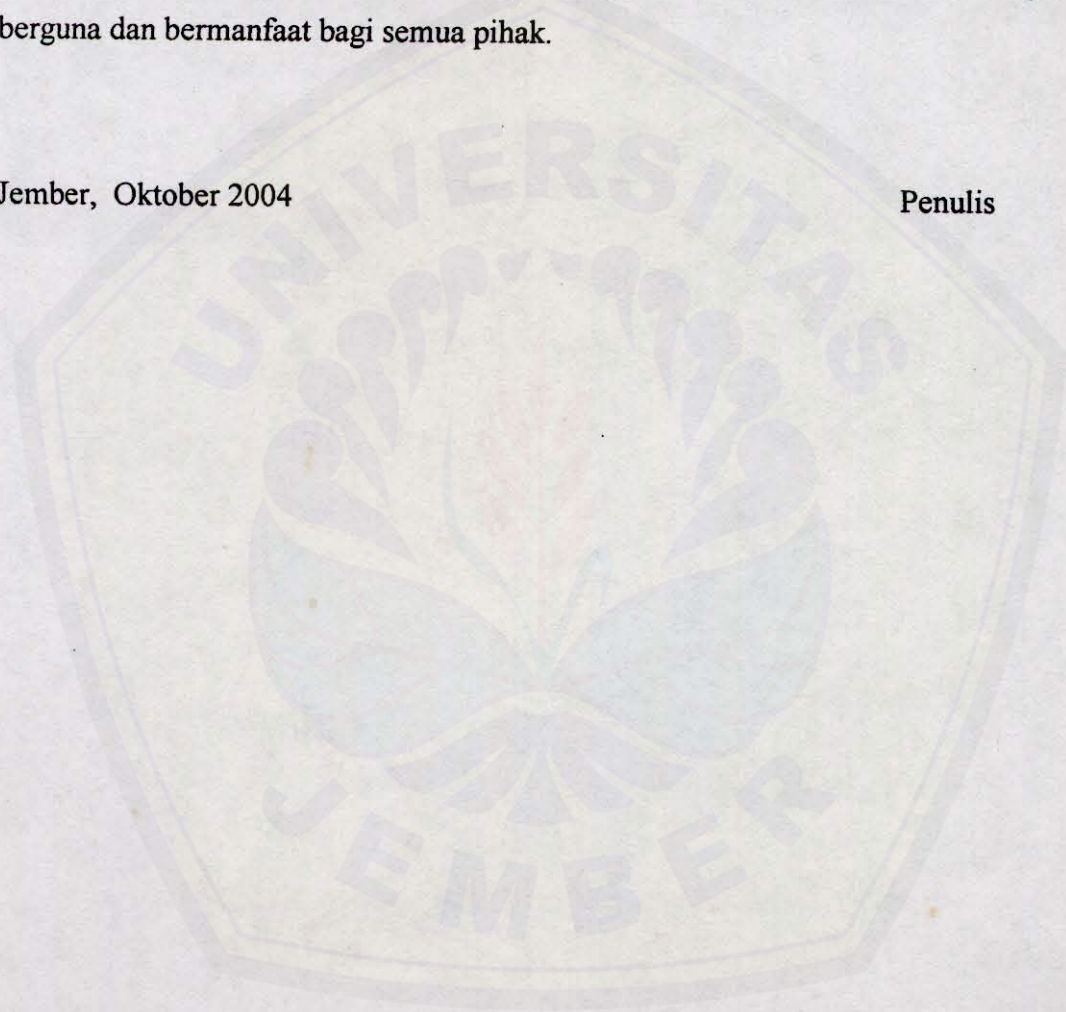 berguna dan bermanfaat bagi semua pihak.
Jember, Oktober 2004 Penulis
UNIVERSITAS
JEMBER